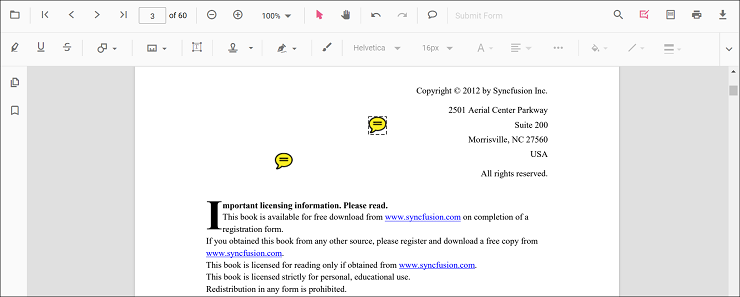 3 of 60 100% Submit Form
Helvetica 16px A
Copyright © 2012 by Syncfusion Inc.
2501 Aerial Center Parkway
Suite 200
Morrisville, NC 27560
USA
All rights reserved.
Important licensing information. Please read.
This book is available for free download from www.syncfusion.com on completion of a
registration form.
If you obtained this book from any other source, please register and download a free copy from
www.syncfusion.com.
This book is licensed for reading only if obtained from www.syncfusion.com.
This book is licensed strictly for personal, educational use.
Redistribution in any form is prohibited.